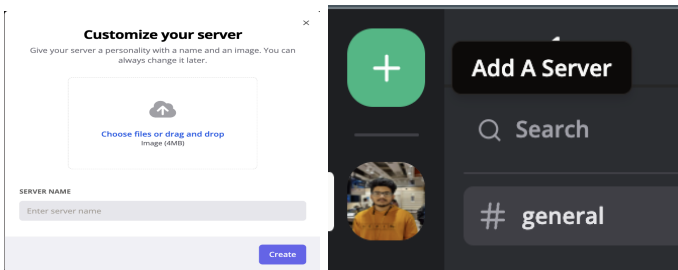 Customize your server
Give your server a personality with a name and an image. You can
always change it later.
Choose files or drag and drop
Image (4MB)
SERVER NAME
Enter server name
Create
Add A Server
Search
# general